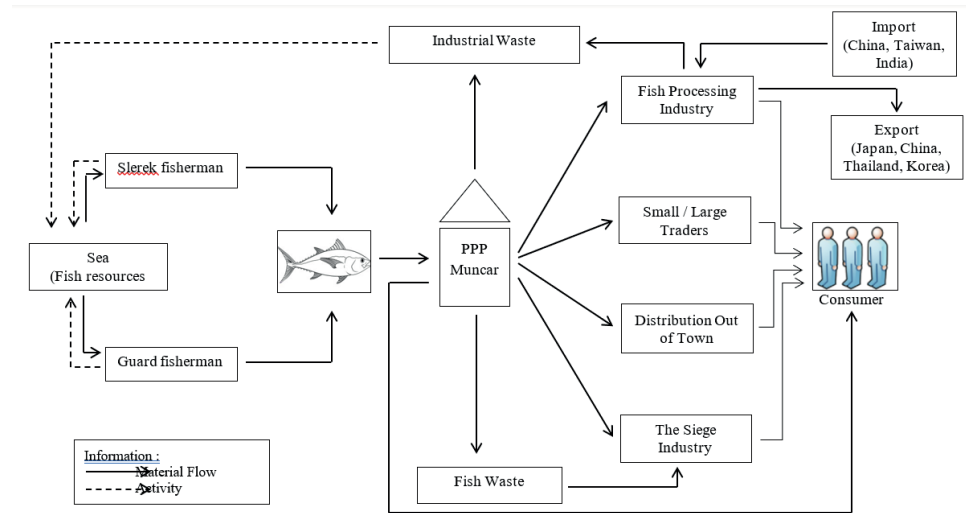 Industrial Waste
Import
(China, Taiwan,
India)
Fish Processing
Industry
Export
(Japan, China,
Thailand, Korea)
Slerek fisherman
Small / Large
Traders
Sea
(Fish resources
PPP
Muncar
Consumer
Distribution Out
of Town
Guard fisherman
The Siege
Industry
Information :
Material Flow
Activity
Fish Waste